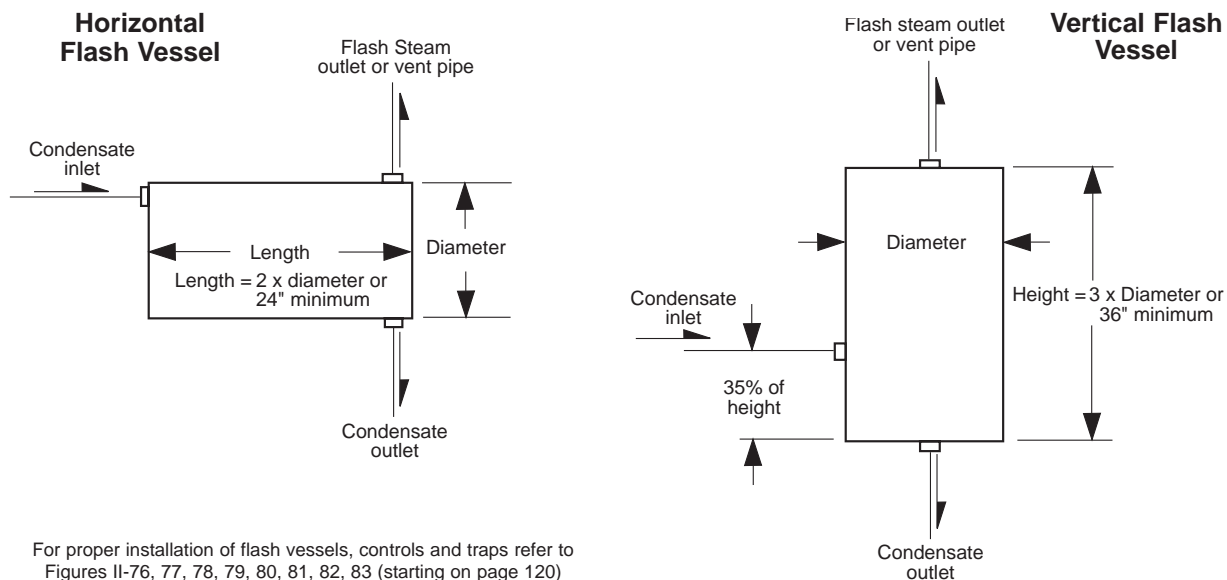 Horizontal
Flash Vessel
Flash Steam
outlet or vent pipe
Condensate
inlet
Length
Length = 2 x diameter or
24" minimum
Diameter
Condensate
outlet
For proper installation of flash vessels, controls and traps refer to
Figures II-76, 77, 78, 79, 80, 81, 82, 83 (starting on page 120)
Flash steam outlet
or vent pipe
Vertical Flash
Vessel
Diameter
Condensate
inlet
35% of
height
Height = 3 x Diameter or
36" minimum
Condensate
outlet